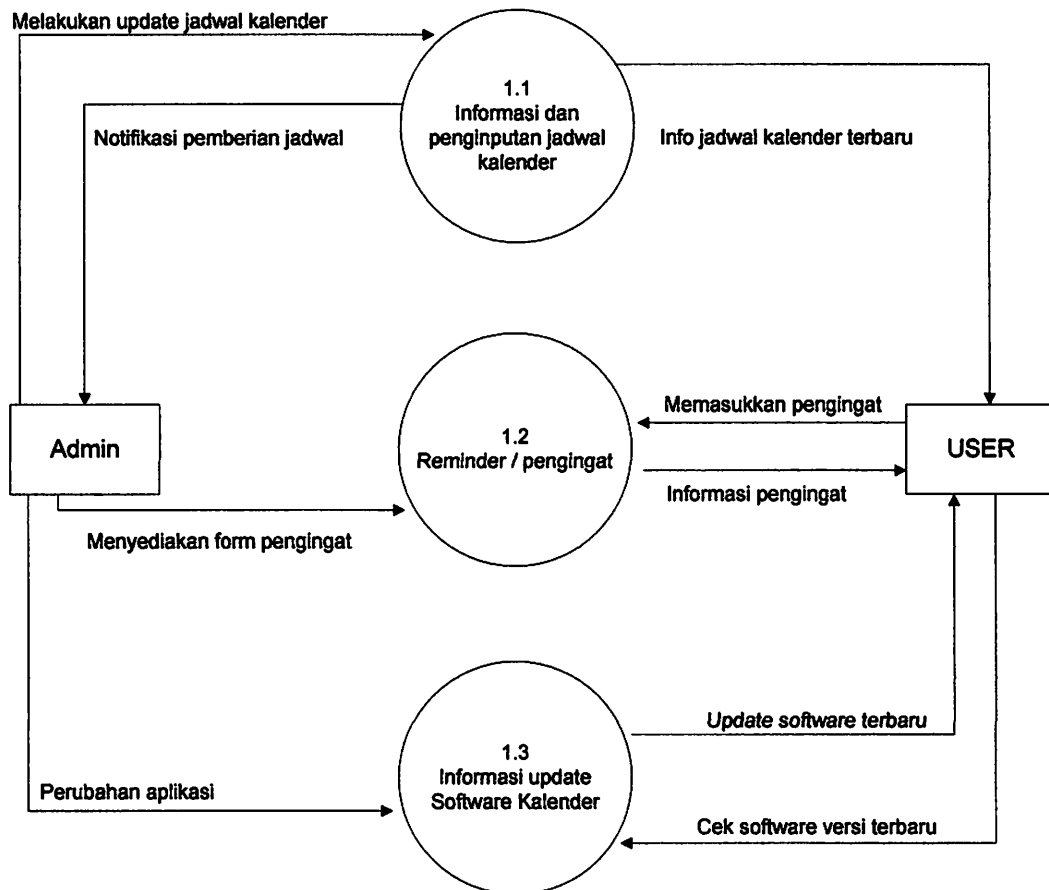 Melakukan update jadwal kalender
1.1
Informasi dan
penginputan jadwal
kalender
Notifikasi pemberian jadwal
Info jadwal kalender terbaru
Admin
1.2
Reminder / pengingat
Memasukkan pengingat
USER
Informasi pengingat
Menyediakan form pengingat
1.3
Informasi update
Software Kalender
Update software terbaru
Perubahan aplikasi
Cek software versi terbaru